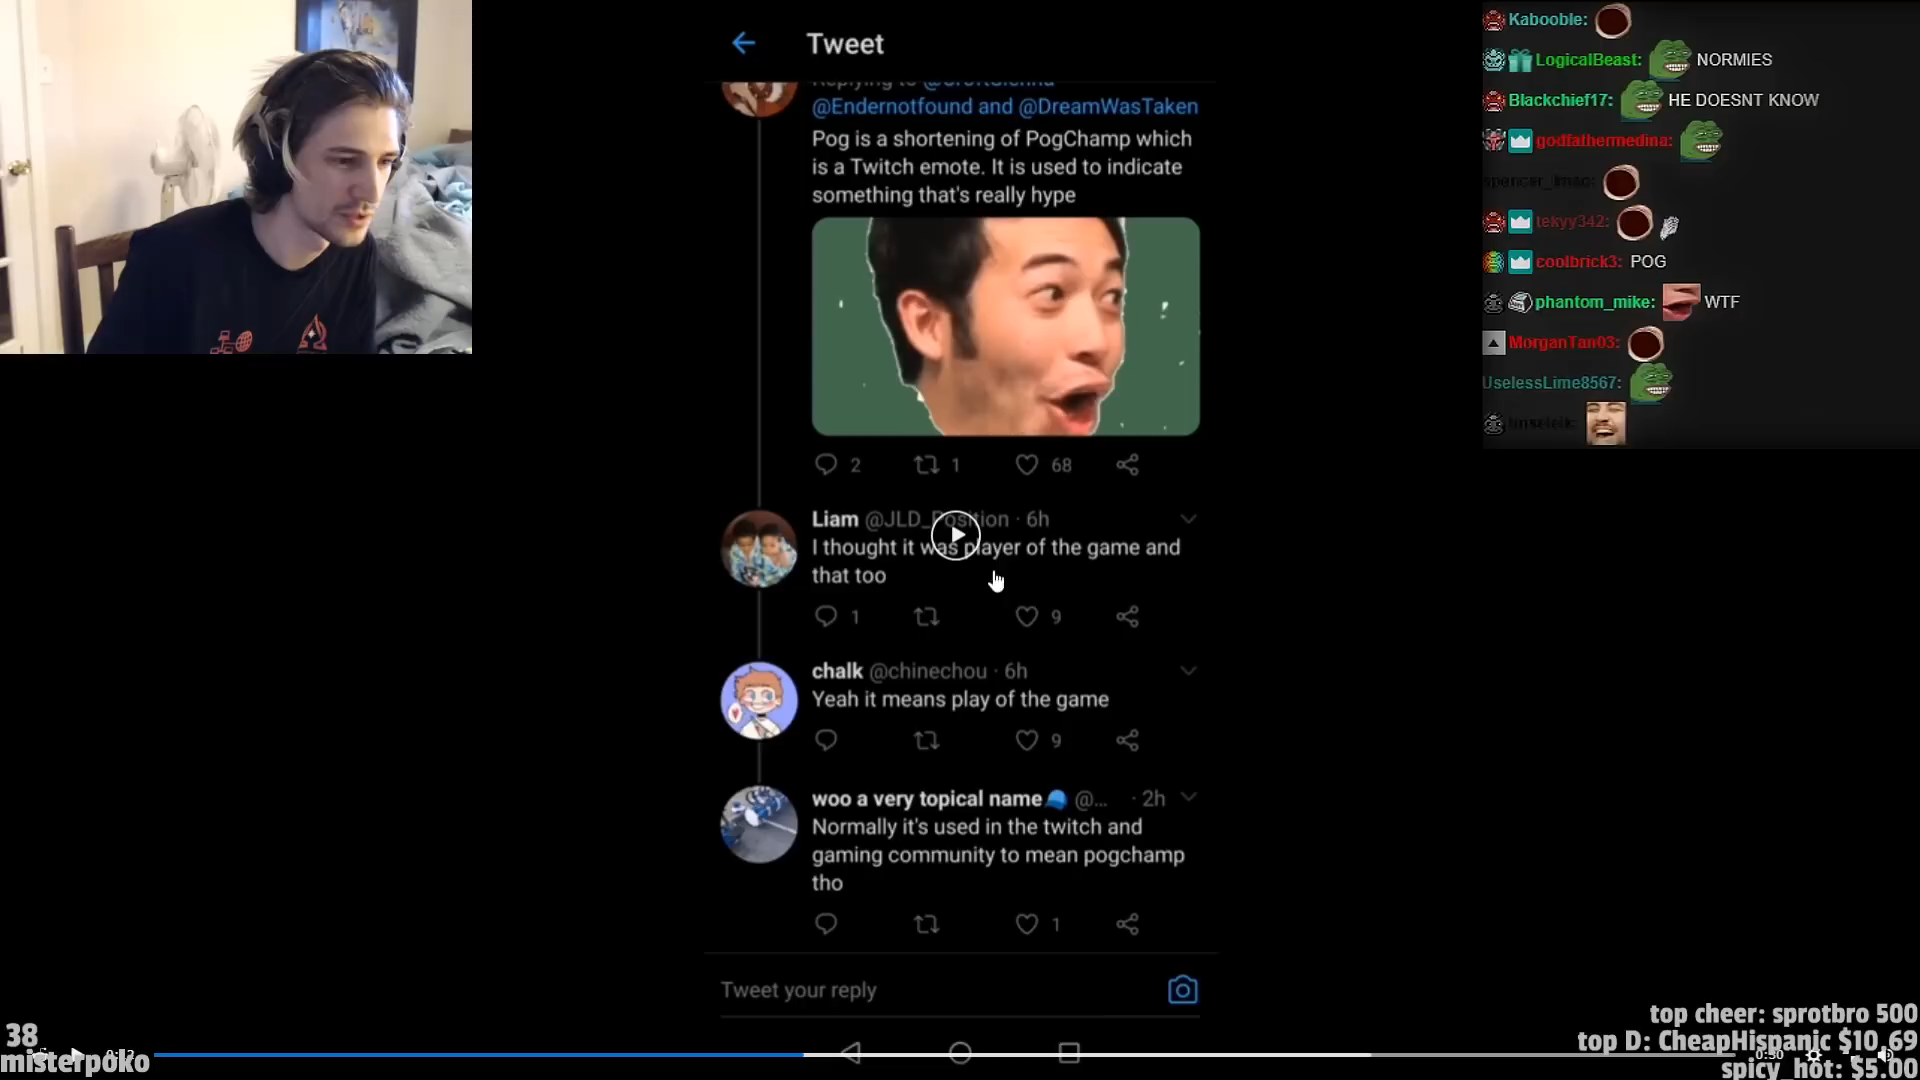 Tweet
@Endernotfound and @DreamWasTaken
Pog is a shortening of PogChamp which
is a Twitch emote. It is used to indicate
something that's really hype
2 1 68
Liam @JLD_Position · 6h
I thought it was player of the game and
that too
1 9
chalk @chinechou · 6h
Yeah it means play of the game
9
woo a very topical name @... · 2h
Normally it's used in the twitch and
gaming community to mean pogchamp
tho
1
Tweet your reply
Kabooble:
LogicalBeast: NORMIES
Blackchief17: HE DOESNT KNOW
godfathermedina:
tekyy342:
coolbrick3: POG
phantom_mike: WTF
MorganTan03:
UselessLime8567:
38
misterpoko
top cheer: sprotbro 500
top D: CheapHispanic $10.69
0:30
spicy_hot: $5.00